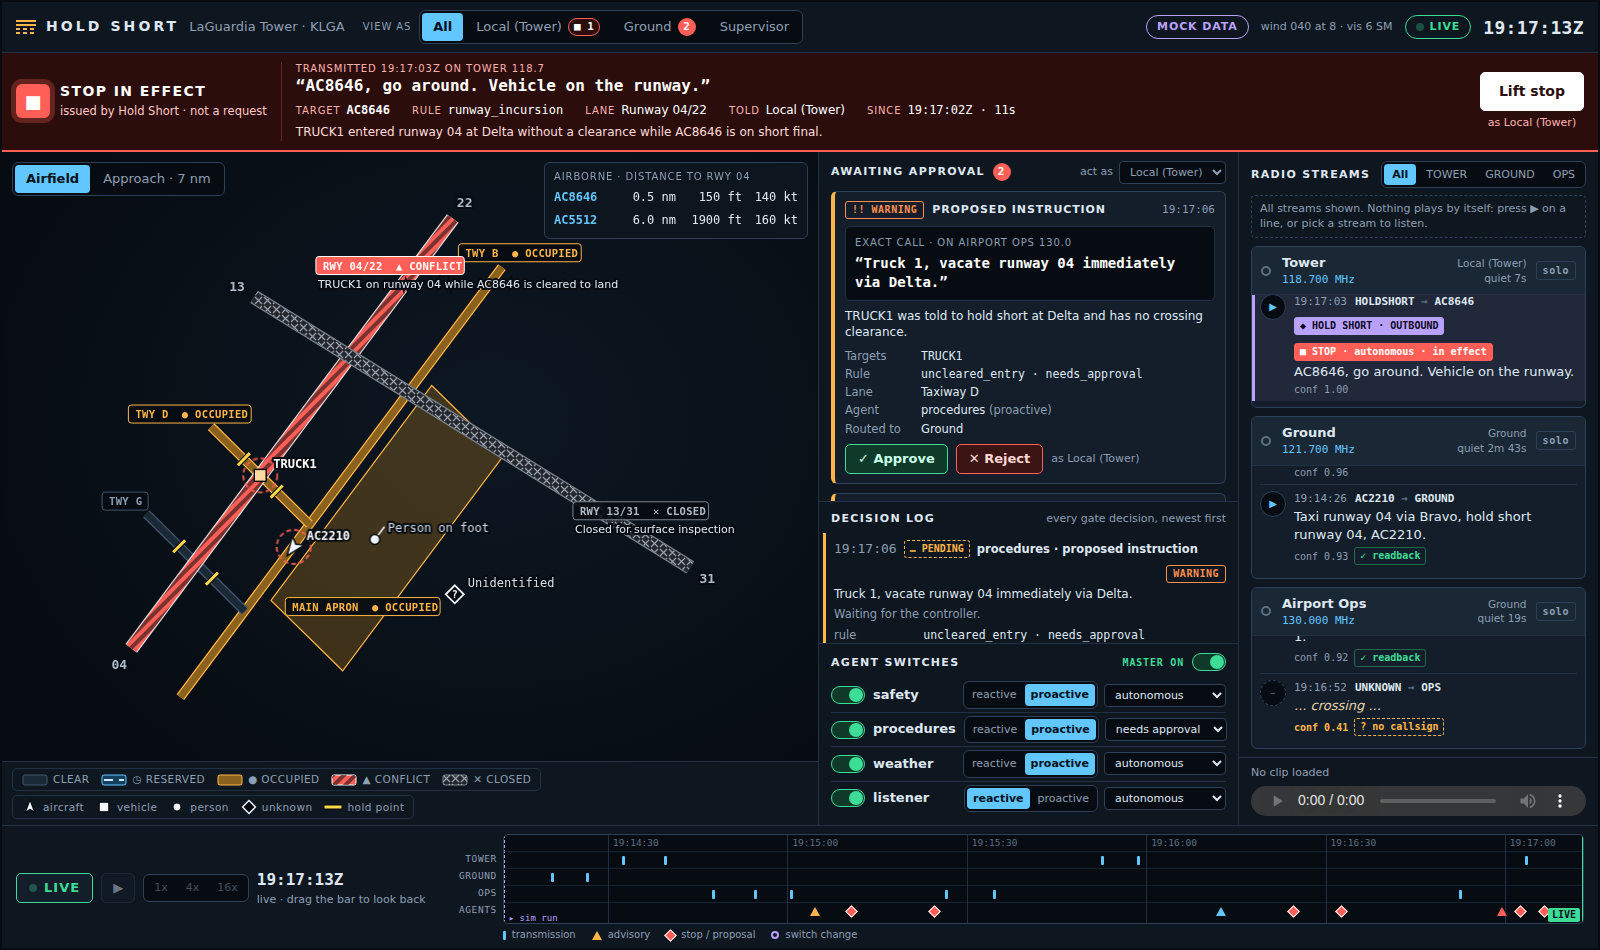 HOLD SHORT LaGuardia Tower · KLGA VIEW AS All Local (Tower) ■ 1 Ground 2 Supervisor MOCK DATA wind 040 at 8 · vis 6 SM LIVE 19:17:13Z
STOP IN EFFECT
issued by Hold Short · not a request
TRANSMITTED 19:17:03Z ON TOWER 118.7
“AC8646, go around. Vehicle on the runway.”
TARGET AC8646 RULE runway_incursion LANE Runway 04/22 TOLD Local (Tower) SINCE 19:17:02Z · 11s
TRUCK1 entered runway 04 at Delta without a clearance while AC8646 is on short final.
Lift stop
as Local (Tower)
Airfield Approach · 7 nm
AIRBORNE · DISTANCE TO RWY 04
AC8646 0.5 nm 150 ft 140 kt
AC5512 6.0 nm 1900 ft 160 kt
22
TWY B ● OCCUPIED
RWY 04/22 ▲ CONFLICT
TRUCK1 on runway 04 while AC8646 is cleared to land
13
TWY D ● OCCUPIED
TRUCK1
TWY G
RWY 13/31 ✕ CLOSED
Closed for surface inspection
Person on foot
AC2210
31
Unidentified
?
MAIN APRON ● OCCUPIED
04
CLEAR ◷ RESERVED ● OCCUPIED ▲ CONFLICT ✕ CLOSED
aircraft vehicle person unknown hold point
AWAITING APPROVAL 2 act as Local (Tower)
!! WARNING PROPOSED INSTRUCTION 19:17:06
EXACT CALL · ON AIRPORT OPS 130.0
“Truck 1, vacate runway 04 immediately
via Delta.”
TRUCK1 was told to hold short at Delta and has no crossing
clearance.
Targets TRUCK1
Rule uncleared_entry · needs_approval
Lane Taxiway D
Agent procedures (proactive)
Routed to Ground
✓ Approve ✕ Reject as Local (Tower)
DECISION LOG every gate decision, newest first
19:17:06 … PENDING procedures · proposed instruction
WARNING
Truck 1, vacate runway 04 immediately via Delta.
Waiting for the controller.
rule uncleared_entry · needs_approval
AGENT SWITCHES MASTER ON
safety reactive proactive autonomous
procedures reactive proactive needs approval
weather reactive proactive autonomous
listener reactive proactive autonomous
RADIO STREAMS All TOWER GROUND OPS
All streams shown. Nothing plays by itself: press ▶ on a
line, or pick a stream to listen.
Tower Local (Tower) solo
118.700 MHz quiet 7s
19:17:03 HOLDSHORT → AC8646
◆ HOLD SHORT · OUTBOUND
■ STOP · autonomous · in effect
AC8646, go around. Vehicle on the runway.
conf 1.00
Ground Ground solo
121.700 MHz quiet 2m 43s
conf 0.96
19:14:26 AC2210 → GROUND
Taxi runway 04 via Bravo, hold short
runway 04, AC2210.
conf 0.93 ✓ readback
Airport Ops Ground solo
130.000 MHz quiet 19s
1.
conf 0.92 ✓ readback
19:16:52 UNKNOWN → OPS
... crossing ...
conf 0.41 ? no callsign
No clip loaded
0:00 / 0:00
LIVE ▶ 1x 4x 16x 19:17:13Z
live · drag the bar to look back
19:14:30 19:15:00 19:15:30 19:16:00 19:16:30 19:17:00
TOWER
GROUND
OPS
AGENTS
▸ sim run
LIVE
transmission advisory stop / proposal switch change